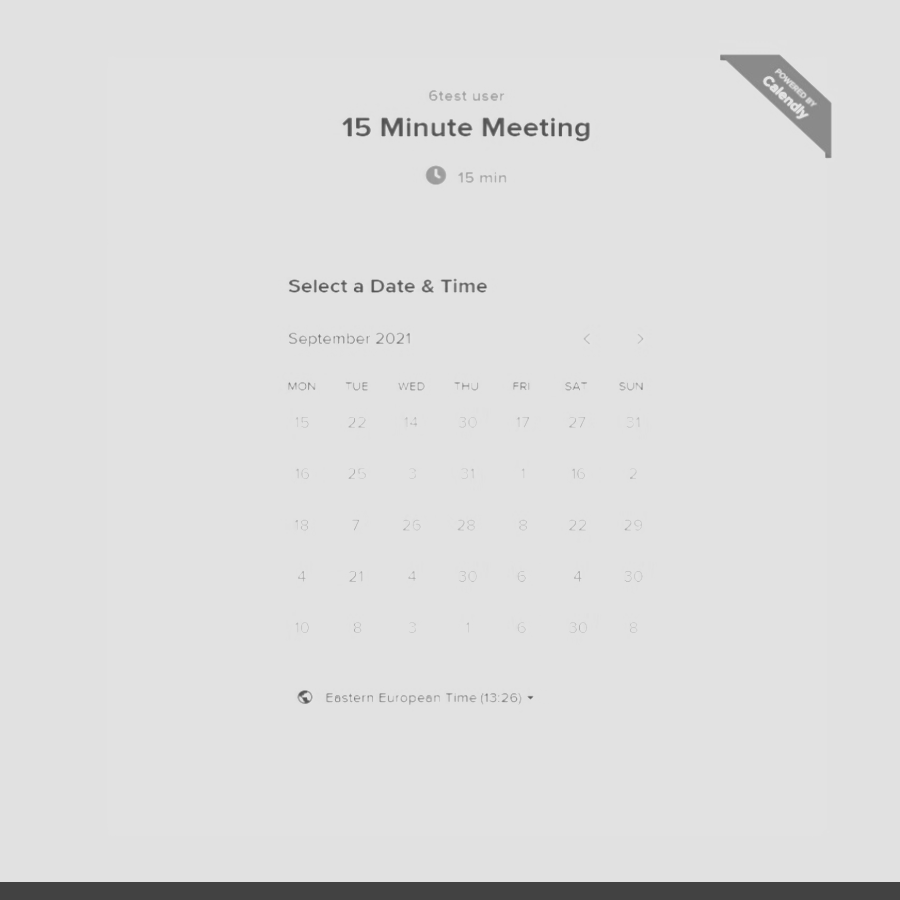 POWERED BY
Calendly
6test user
15 Minute Meeting
15 min
Select a Date & Time
September 2021
MON TUE WED THU FRI SAT SUN
15 22 14 30 17 27 31
16 25 3 31 1 16 2
18 7 26 28 8 22 29
4 21 4 30 6 4 30
10 8 3 1 6 30 8
Eastern European Time (13:26)